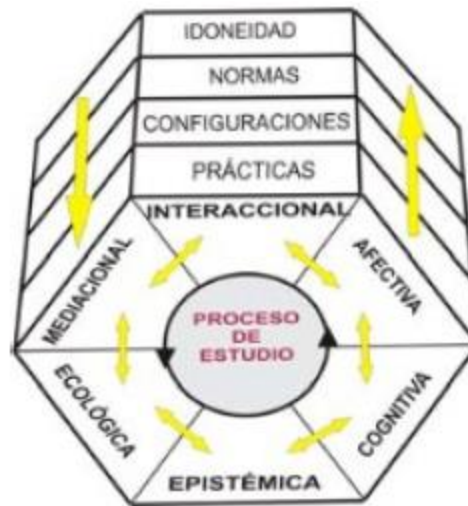 IDONEIDAD
NORMAS
CONFIGURACIONES
PRÁCTICAS
INTERACCIONAL
MEDIACIONAL
AFECTIVA
PROCESO
DE
ESTUDIO
ECOLÓGICA
COGNITIVA
EPISTÉMICA